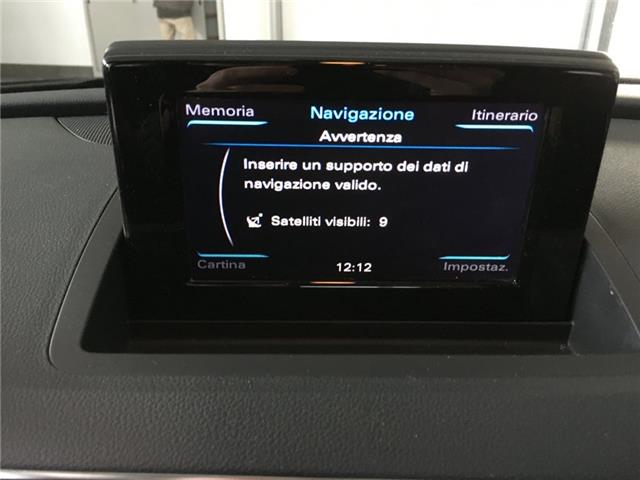 Memoria Navigazione Itinerario
Avvertenza
Inserire un supporto dei dati di
navigazione valido.
Satelliti visibili: 9
Cartina 12:12 Impostaz.